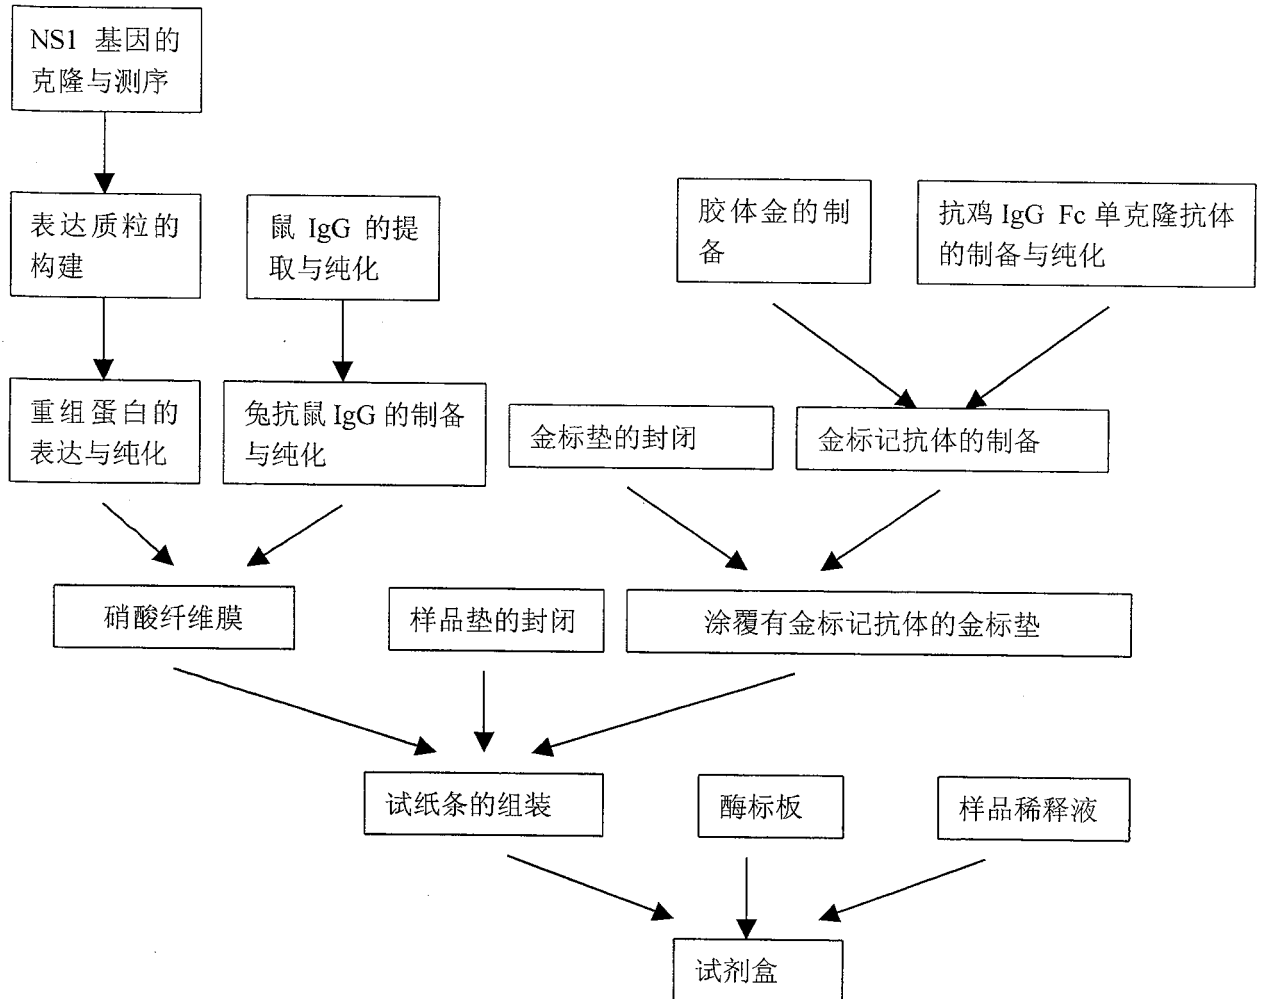 NS1 基因的
克隆与测序
表达质粒的
构建
鼠 IgG 的提
取与纯化
胶体金的制
备
抗鸡 IgG Fc 单克隆抗体
的制备与纯化
重组蛋白的
表达与纯化
兔抗鼠 IgG 的制备
与纯化
金标垫的封闭
金标记抗体的制备
硝酸纤维膜
样品垫的封闭
涂覆有金标记抗体的金标垫
试纸条的组装
酶标板
样品稀释液
试剂盒